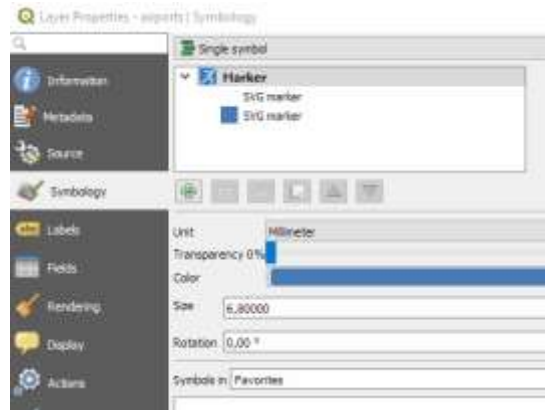 Layer Properties - airports | Symbology
Single symbol
Information
Metadata
Source
Symbology
Labels
Fields
Rendering
Display
Actions
Marker
SVG marker
SVG marker
Unit
Millimeter
Transparency 0%
Color
Size
6,80000
Rotation
0,00 °
Symbols in
Favorites